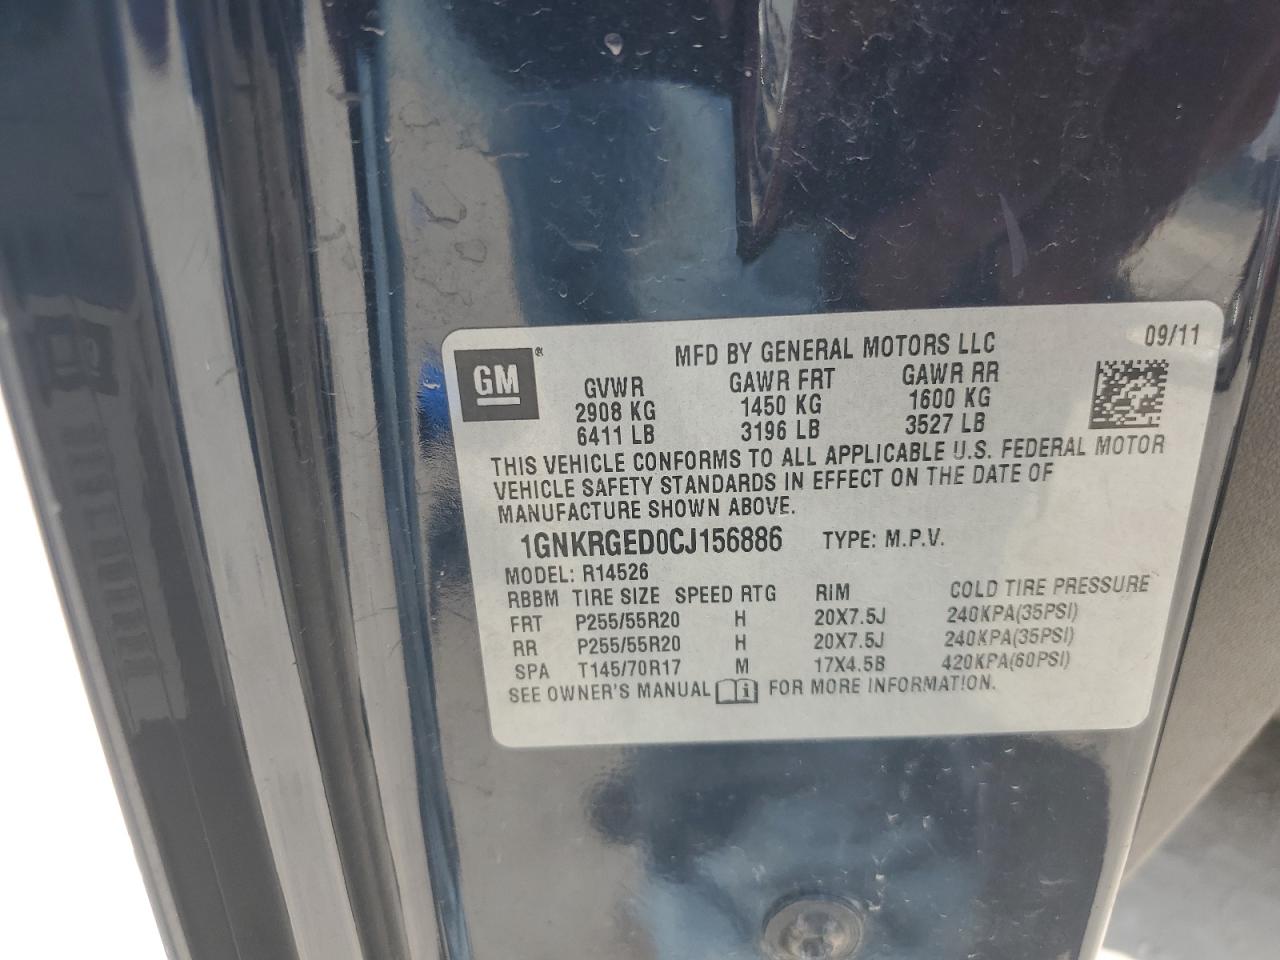 GM®
MFD BY GENERAL MOTORS LLC 09/11
GVWR GAWR FRT GAWR RR
2908 KG 1450 KG 1600 KG
6411 LB 3196 LB 3527 LB
THIS VEHICLE CONFORMS TO ALL APPLICABLE U.S. FEDERAL MOTOR
VEHICLE SAFETY STANDARDS IN EFFECT ON THE DATE OF
MANUFACTURE SHOWN ABOVE.
1GNKRGED0CJ156886 TYPE: M.P.V.
MODEL: R14526
RBBM TIRE SIZE SPEED RTG RIM COLD TIRE PRESSURE
FRT P255/55R20 H 20X7.5J 240KPA(35PSI)
RR P255/55R20 H 20X7.5J 240KPA(35PSI)
SPA T145/70R17 M 17X4.5B 420KPA(60PSI)
SEE OWNER'S MANUAL i FOR MORE INFORMATION.